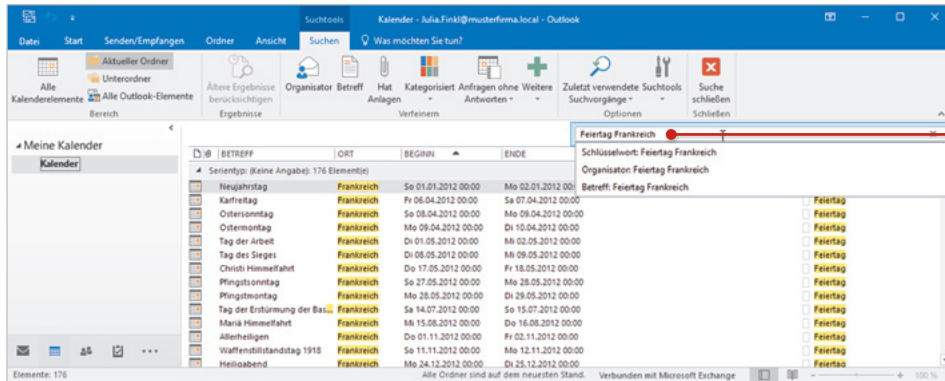 Suchtools Kalender - Julia.Finkl@musterfirma.local - Outlook
Datei Start Senden/Empfangen Ordner Ansicht Suchen Was möchten Sie tun?
Alle Kalenderelemente
Aktueller Ordner
Unterordner
Alle Outlook-Elemente
Ältere Ergebnisse berücksichtigen
Organisator Betreff Hat Anlagen Kategorisiert Anfragen ohne Antworten Weitere
Zuletzt verwendete Suchvorgänge Suchtools
Suche schließen
Bereich Ergebnisse Verfeinern Optionen Schließen
Feiertag Frankreich
Schlüsselwort: Feiertag Frankreich
Organisator: Feiertag Frankreich
Betreff: Feiertag Frankreich
Meine Kalender
Kalender
BETREFF ORT BEGINN ENDE
Serientyp: (Keine Angabe): 176 Element(e)
Neujahrstag Frankreich So 01.01.2012 00:00 Mo 02.01.2012 00:
Karfreitag Frankreich Fr 06.04.2012 00:00 Sa 07.04.2012 00:00 Feiertag
Ostersonntag Frankreich So 08.04.2012 00:00 Mo 09.04.2012 00:00 Feiertag
Ostermontag Frankreich Mo 09.04.2012 00:00 Di 10.04.2012 00:00 Feiertag
Tag der Arbeit Frankreich Di 01.05.2012 00:00 Mi 02.05.2012 00:00 Feiertag
Tag des Sieges Frankreich Di 08.05.2012 00:00 Mi 09.05.2012 00:00 Feiertag
Christi Himmelfahrt Frankreich Do 17.05.2012 00:00 Fr 18.05.2012 00:00 Feiertag
Pfingstsonntag Frankreich So 27.05.2012 00:00 Mo 28.05.2012 00:00 Feiertag
Pfingstmontag Frankreich Mo 28.05.2012 00:00 Di 29.05.2012 00:00 Feiertag
Tag der Erstürmung der Bas... Frankreich Sa 14.07.2012 00:00 So 15.07.2012 00:00 Feiertag
Mariä Himmelfahrt Frankreich Mi 15.08.2012 00:00 Do 16.08.2012 00:00 Feiertag
Allerheiligen Frankreich Do 01.11.2012 00:00 Fr 02.11.2012 00:00 Feiertag
Waffenstillstandstag 1918 Frankreich So 11.11.2012 00:00 Mo 12.11.2012 00:00 Feiertag
Heiligabend Frankreich Mo 24.12.2012 00:00 Di 25.12.2012 00:00 Feiertag
Elemente: 176 Alle Ordner sind auf dem neuesten Stand. Verbunden mit Microsoft Exchange 100 %